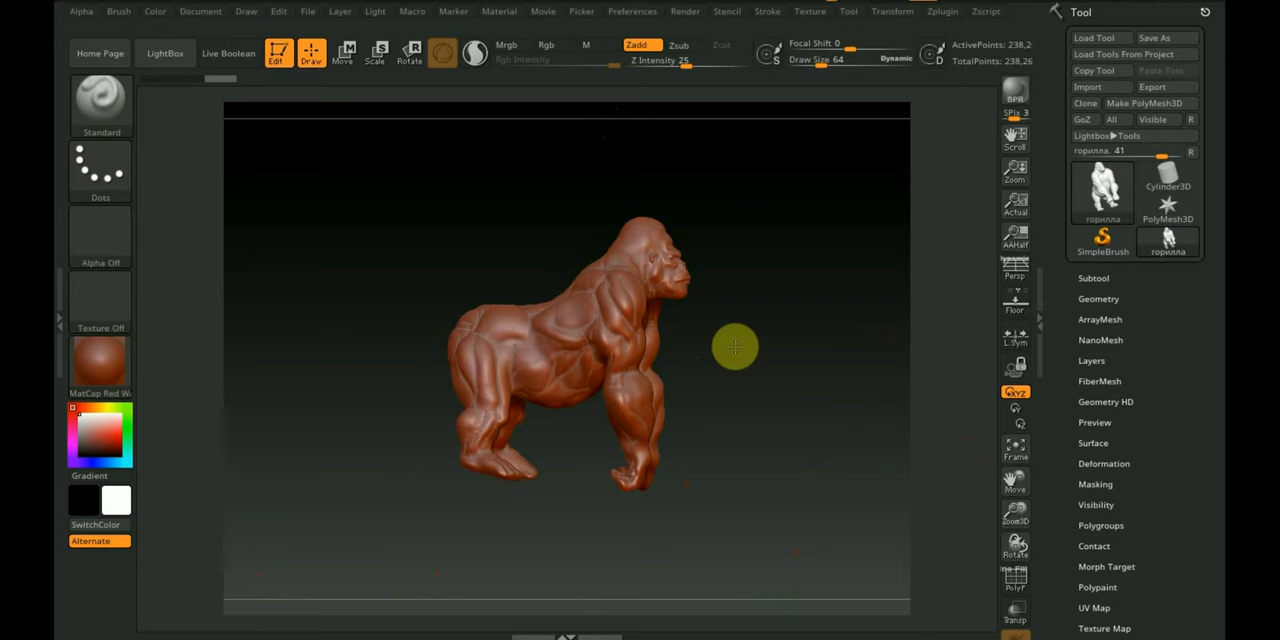 Alpha Brush Color Document Draw Edit File Layer Light Macro Marker Material Movie Picker Preferences Render Stencil Stroke Texture Tool Transform Zplugin Zscript
Tool
Home Page LightBox Live Boolean Edit Draw Move Scale Rotate
Mrgb Rgb M Zadd Zsub Zcut
Rgb Intensity Z Intensity 25
Focal Shift 0
Draw Size 64 Dynamic
S D
ActivePoints: 238,2
TotalPoints: 238,26
Standard
Dots
Alpha Off
Texture Off
MatCap Red W
Gradient
SwitchColor
Alternate
BPR
SPix 3
Scroll
Zoom
Actual
AAHalf
Dynamic
Persp
Floor
L.Sym
XYZ
Y
Z
Frame
Move
Zoom3D
Rotate
PolyF
Transp
Load Tool Save As
Load Tools From Project
Copy Tool Paste Tool
Import Export
Clone Make PolyMesh3D
GoZ All Visible R
Lightbox▶Tools
горилла. 41 R
горилла
Cylinder3D
PolyMesh3D
SimpleBrush
горилла
Subtool
Geometry
ArrayMesh
NanoMesh
Layers
FiberMesh
Geometry HD
Preview
Surface
Deformation
Masking
Visibility
Polygroups
Contact
Morph Target
Polypaint
UV Map
Texture Map